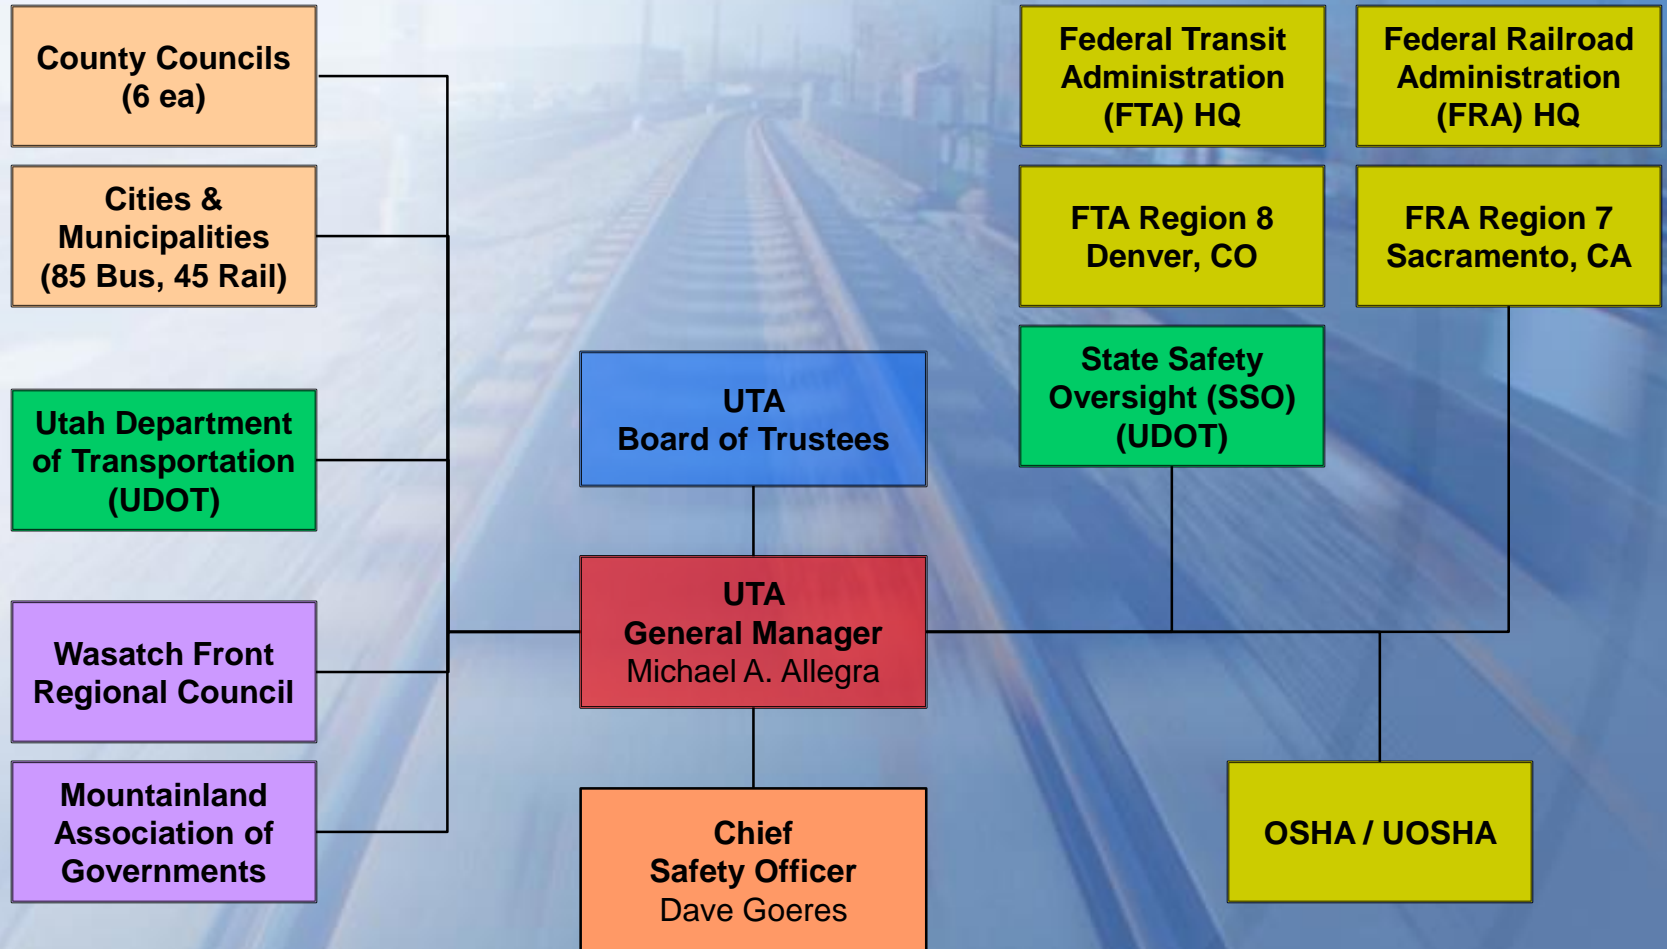 County Councils
(6 ea)
Cities &
Municipalities
(85 Bus, 45 Rail)
Utah Department
of Transportation
(UDOT)
Wasatch Front
Regional Council
Mountainland
Association of
Governments
UTA
Board of Trustees
UTA
General Manager
Michael A. Allegra
Chief
Safety Officer
Dave Goeres
Federal Transit
Administration
(FTA) HQ
Federal Railroad
Administration
(FRA) HQ
FTA Region 8
Denver, CO
FRA Region 7
Sacramento, CA
State Safety
Oversight (SSO)
(UDOT)
OSHA / UOSHA